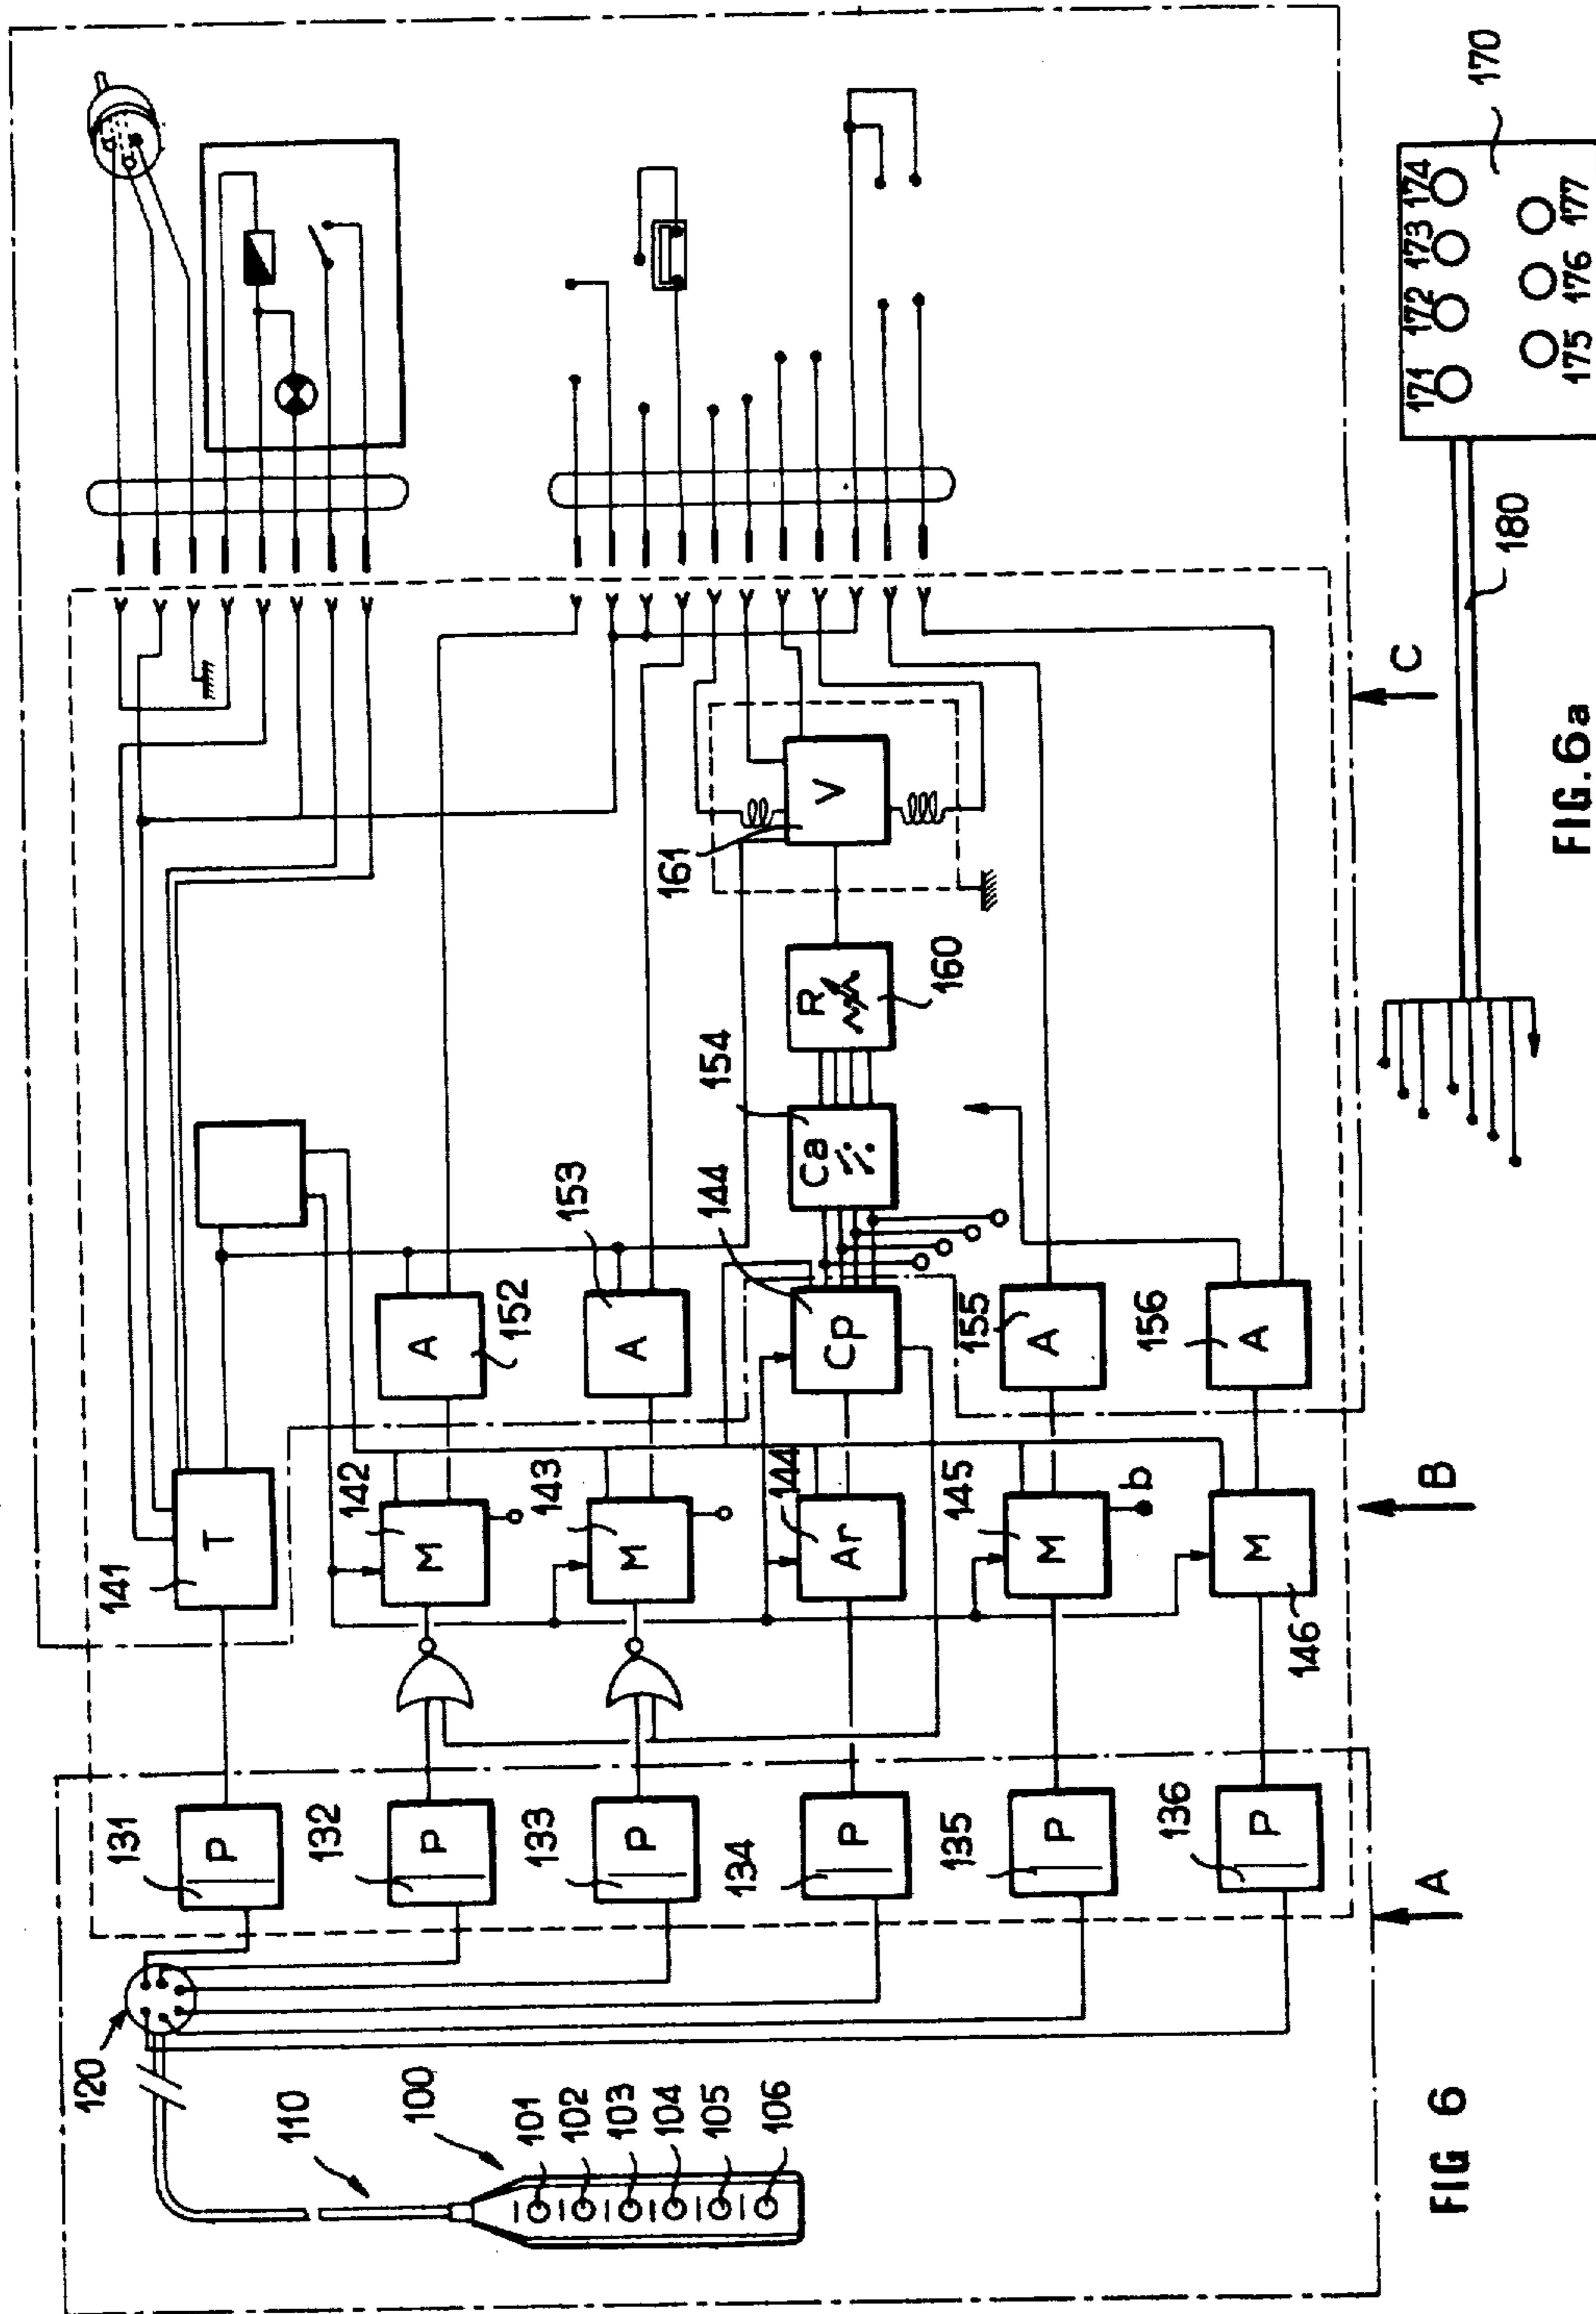 FIG 6
100
110
101
102
103
104
105
106
120
A
131
P
132
P
133
P
134
P
135
P
136
P
B
141
T
142
M
143
M
144
Ar
145
M
b
146
M
152
A
153
A
144
Cp
155
A
156
A
154
Ca
R
160
161
V
C
FIG.6a
180
170
171
172
173
174
175
176
177